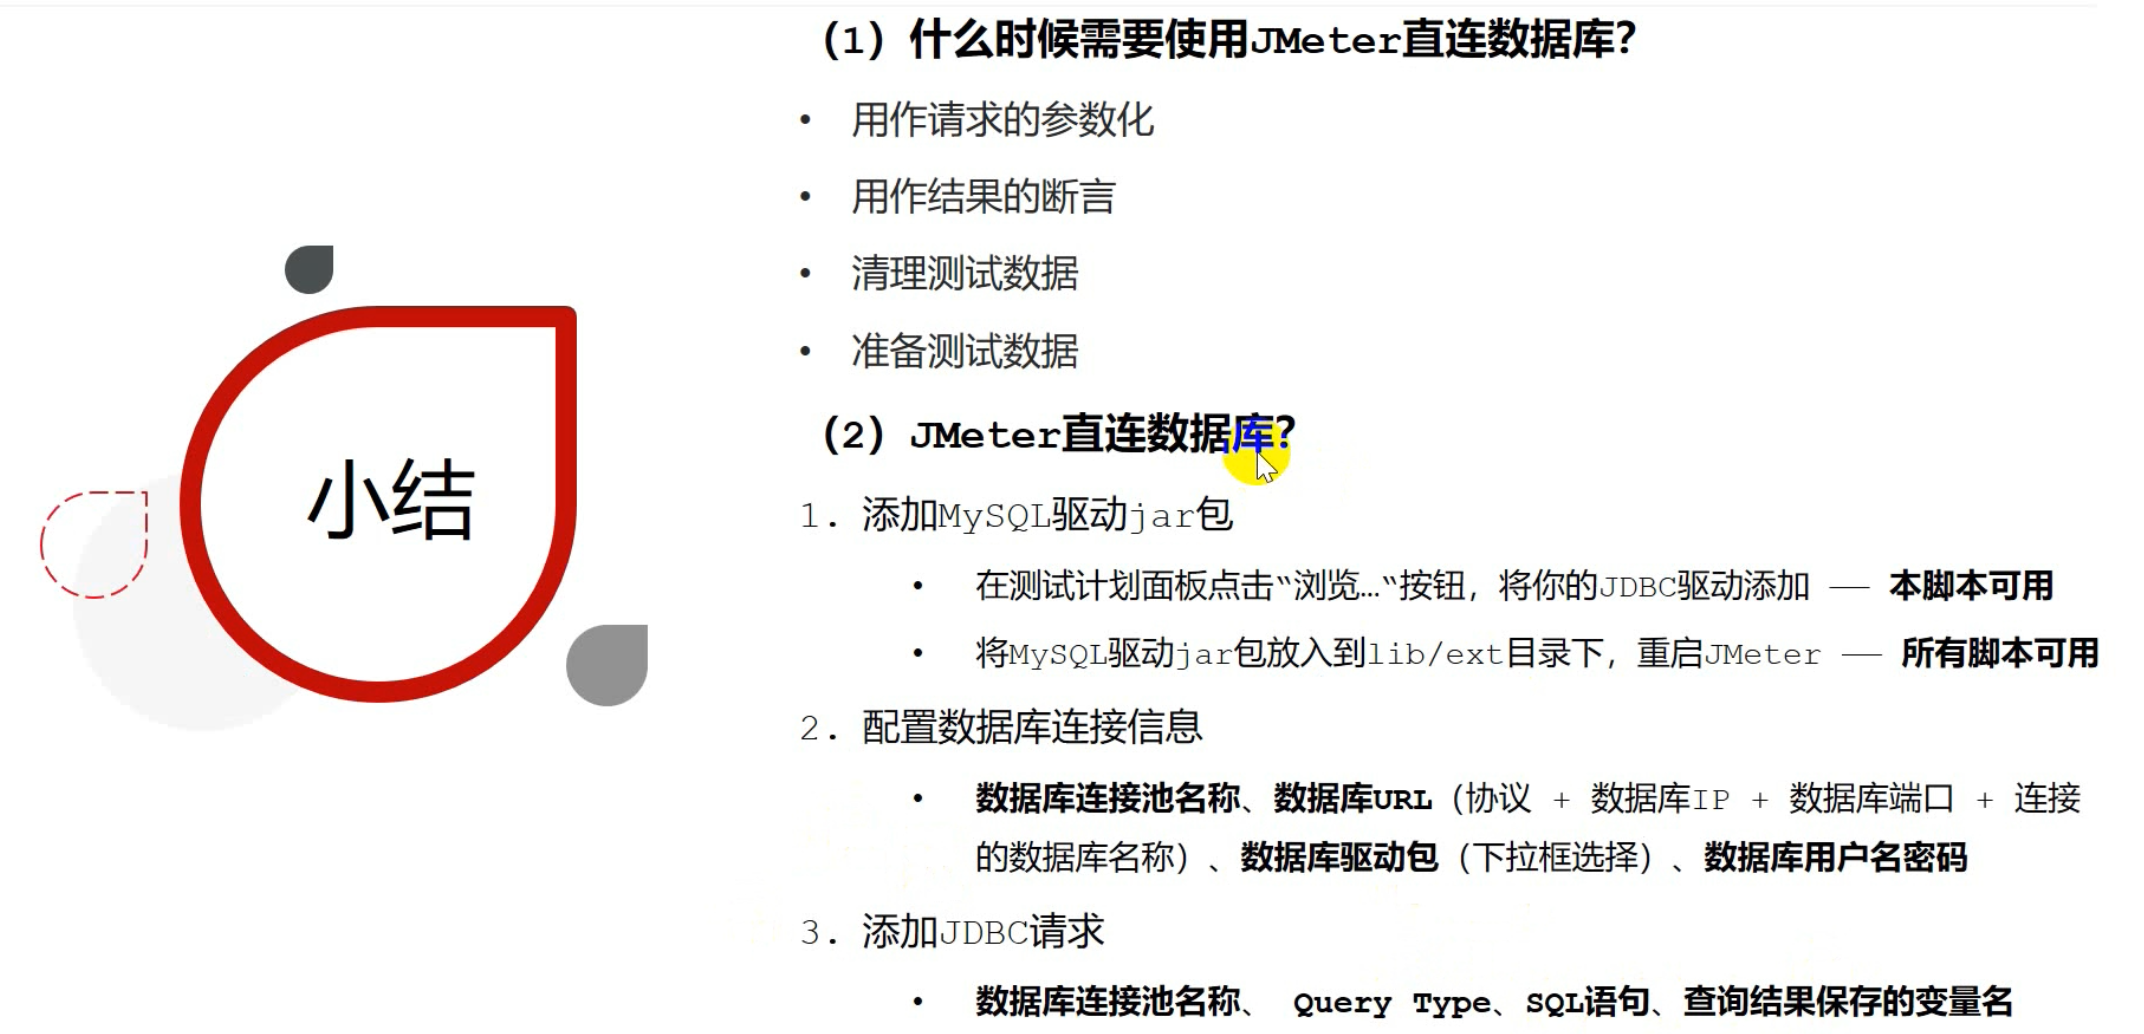 小结
（1）什么时候需要使用JMeter直连数据库？
• 用作请求的参数化
• 用作结果的断言
• 清理测试数据
• 准备测试数据
（2）JMeter直连数据库？
1. 添加MySQL驱动jar包
• 在测试计划面板点击“浏览…“按钮，将你的JDBC驱动添加 —— 本脚本可用
• 将MySQL驱动jar包放入到lib/ext目录下，重启JMeter —— 所有脚本可用
2. 配置数据库连接信息
• 数据库连接池名称、数据库URL（协议 + 数据库IP + 数据库端口 + 连接
的数据库名称）、数据库驱动包（下拉框选择）、数据库用户名密码
3. 添加JDBC请求
• 数据库连接池名称、 Query Type、SQL语句、查询结果保存的变量名